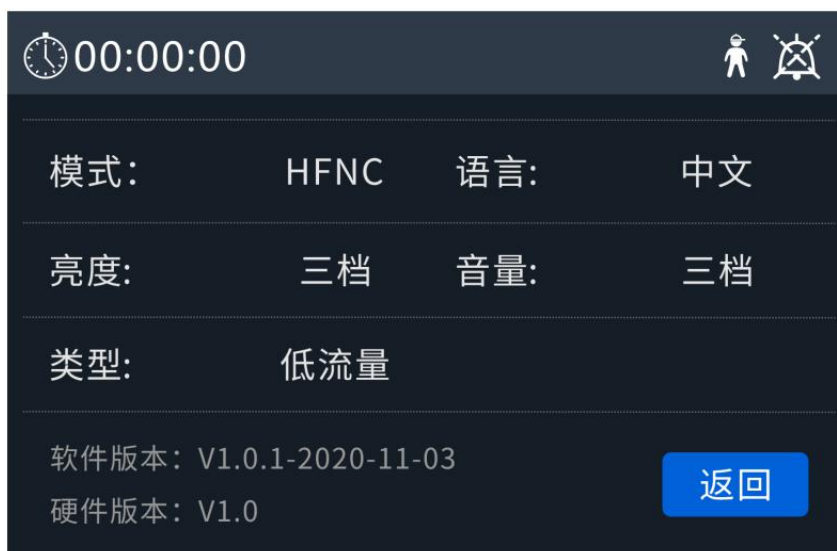 00:00:00
模式： HFNC 语言: 中文
亮度: 三档 音量: 三档
类型: 低流量
软件版本：V1.0.1-2020-11-03
硬件版本：V1.0
返回